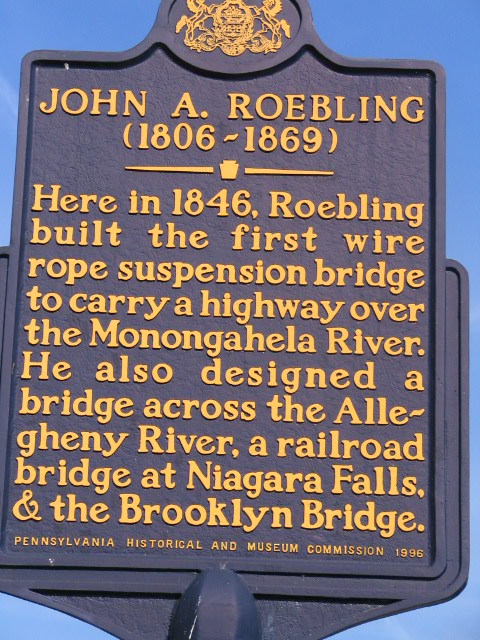 JOHN A. ROEBLING
(1806~1869)
Here in 1846, Roebling
built the first wire
rope suspension bridge
to carry a highway over
the Monongahela River.
He also designed a
bridge across the Alle-
gheny River, a railroad
bridge at Niagara Falls,
& the Brooklyn Bridge.
PENNSYLVANIA HISTORICAL AND MUSEUM COMMISSION 1996